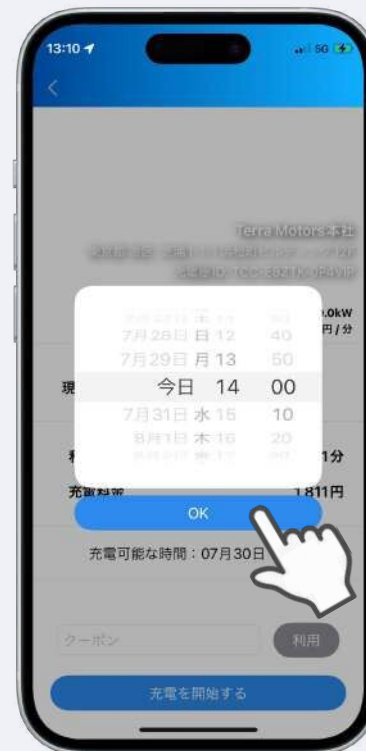 13:10
5G
Terra Motors本社
.0kW
円 / 分
7月28日 日 12 40
7月29日 月 13 50
現
今日 14 00
7月31日 水 15 10
8月1日 木 16 20
1分
充電料金 1811円
OK
充電可能な時間：07月30日
クーポン 利用
充電を開始する